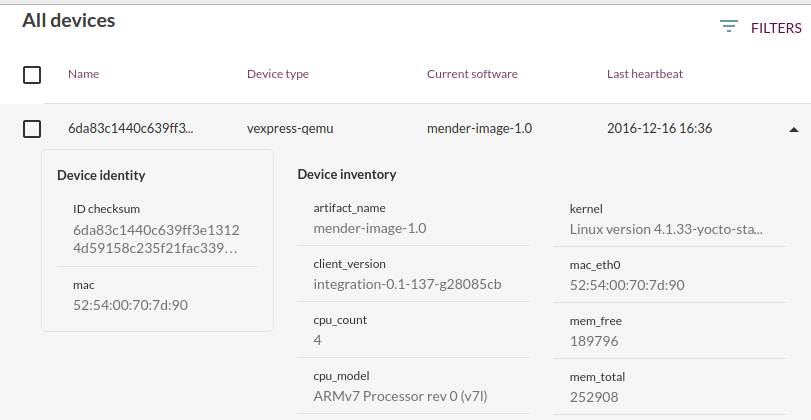 All devices
FILTERS
Name Device type Current software Last heartbeat
6da83c1440c639ff3... vexpress-qemu mender-image-1.0 2016-12-16 16:36
Device identity
ID checksum
6da83c1440c639ff3e1312
4d59158c235f21fac339...
mac
52:54:00:70:7d:90
Device inventory
artifact_name
mender-image-1.0
client_version
integration-0.1-137-g28085cb
cpu_count
4
cpu_model
ARMv7 Processor rev 0 (v7l)
kernel
Linux version 4.1.33-yocto-sta...
mac_eth0
52:54:00:70:7d:90
mem_free
189796
mem_total
252908